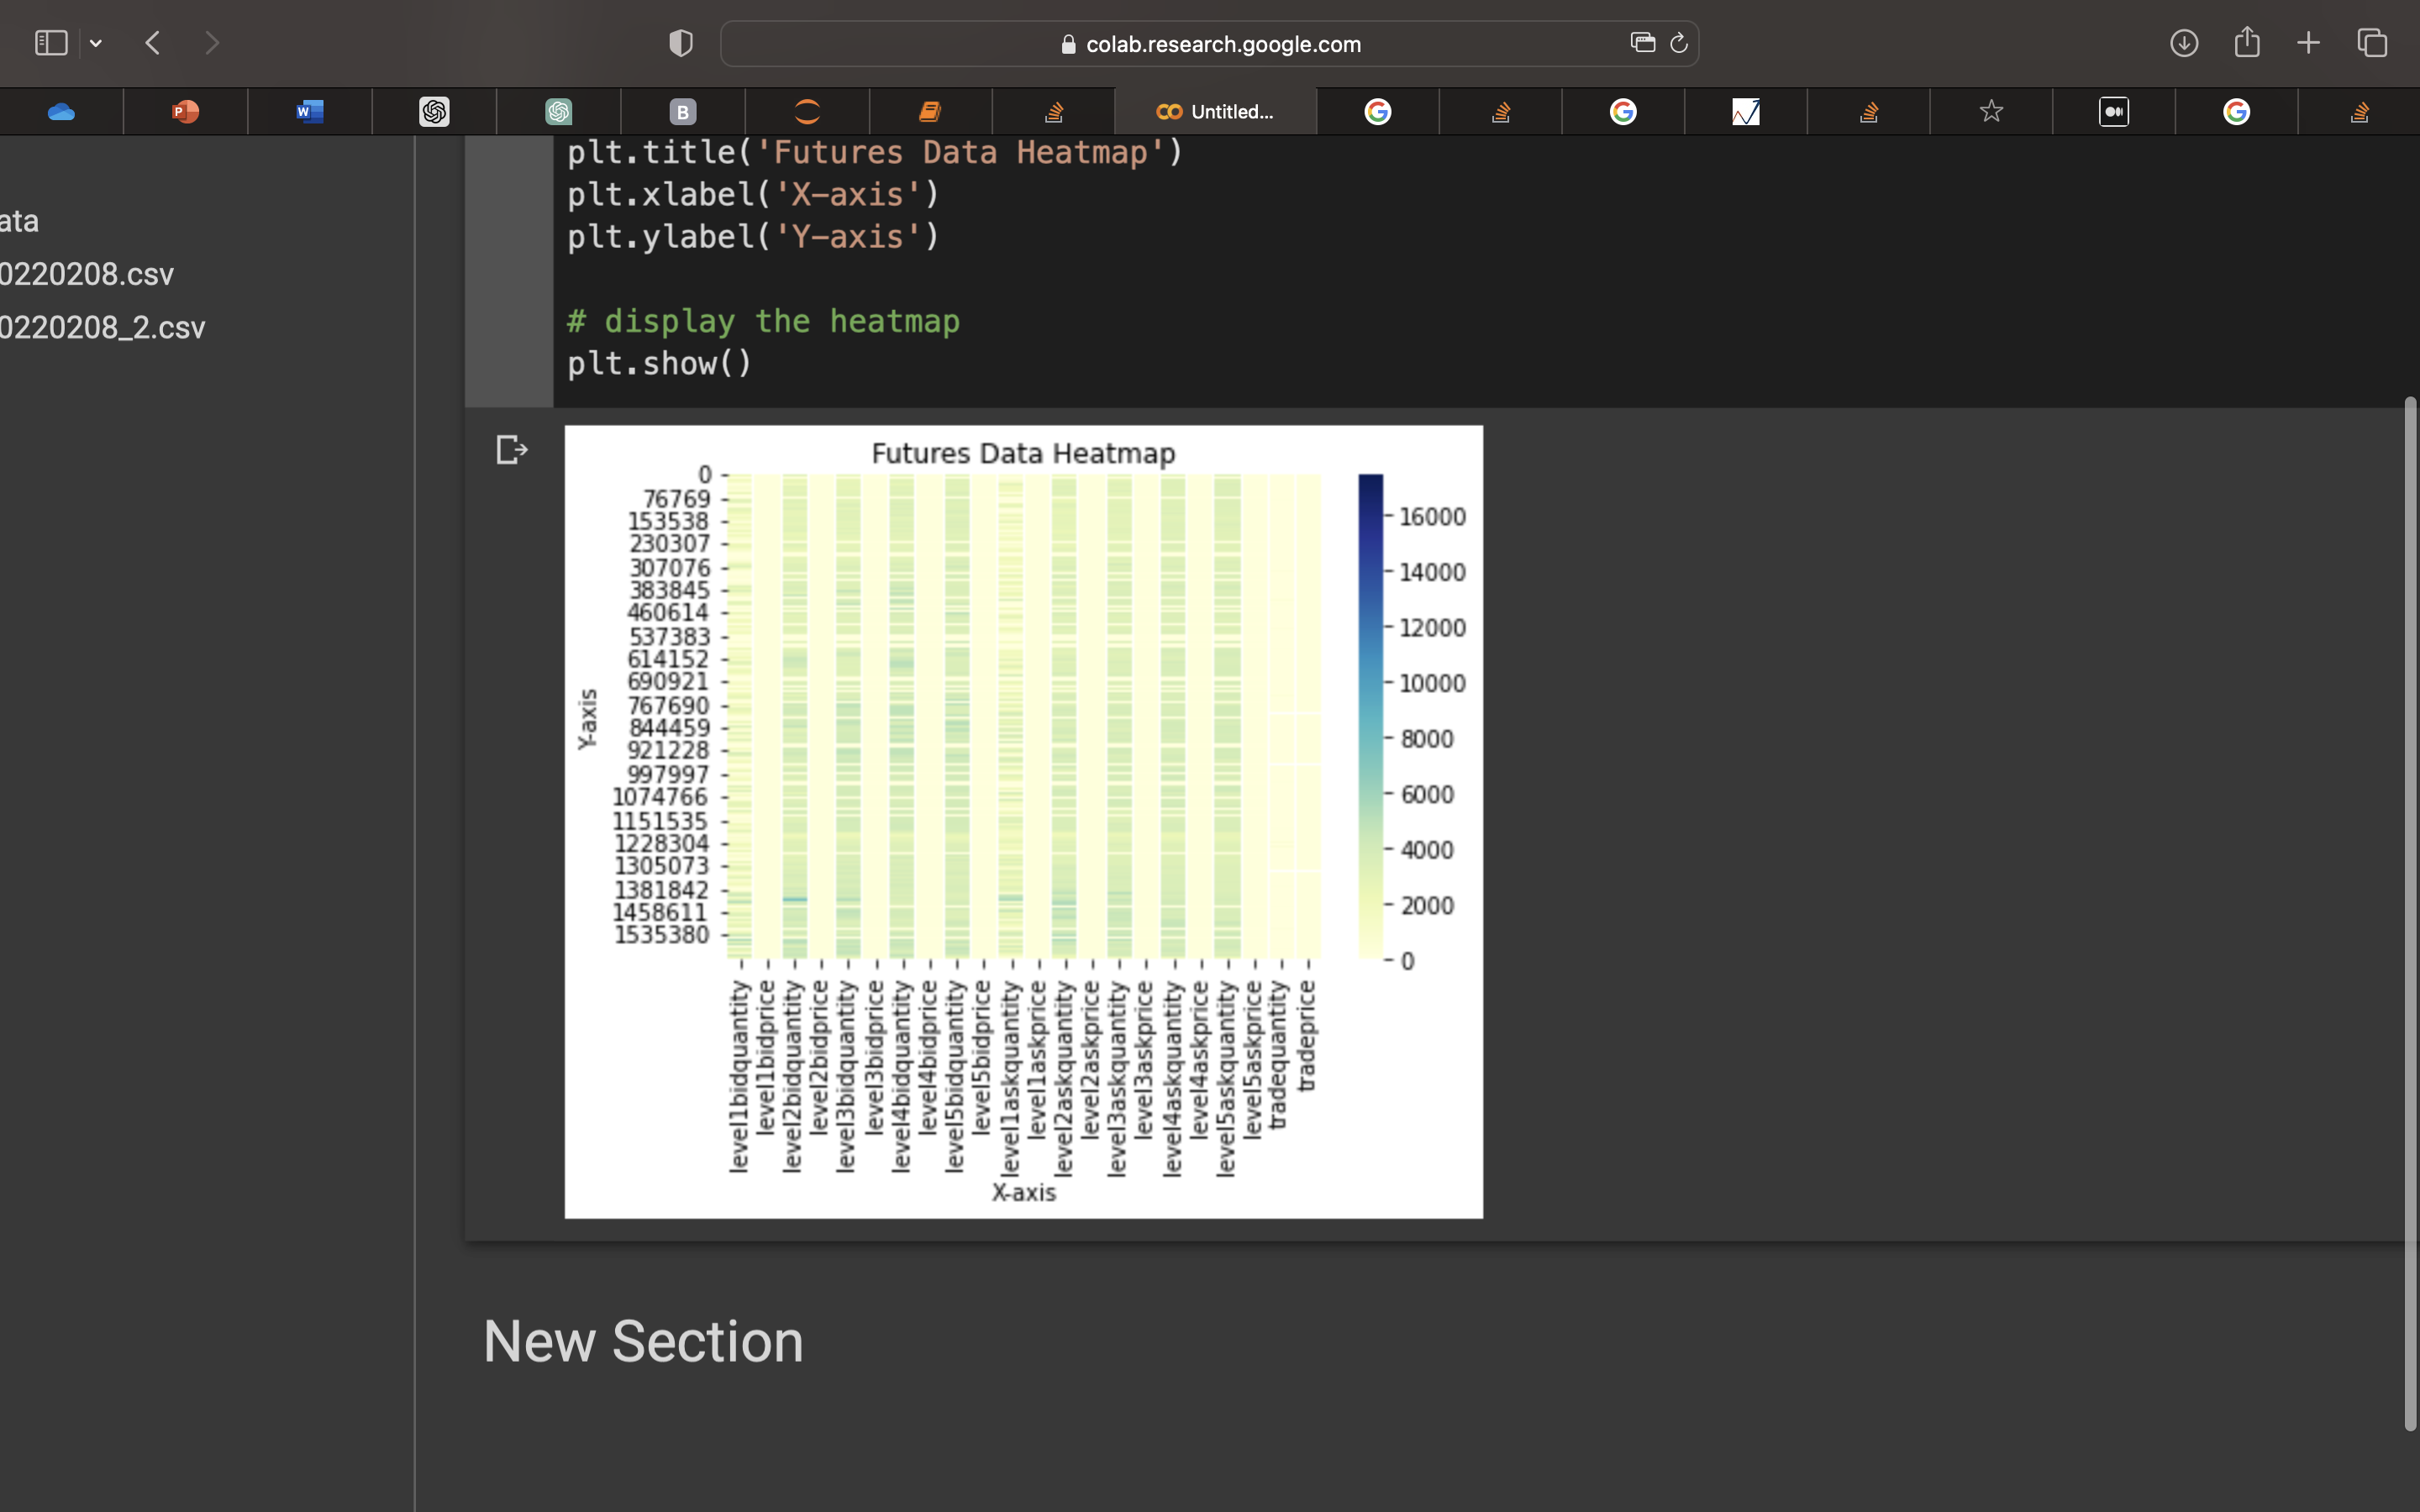 colab.research.google.com
Untitled...
ata
0220208.csv
0220208_2.csv
plt.title('Futures Data Heatmap')
plt.xlabel('X-axis')
plt.ylabel('Y-axis')
# display the heatmap
plt.show()
Futures Data Heatmap
Y-axis
0
76769
153538
230307
307076
383845
460614
537383
614152
690921
767690
844459
921228
997997
1074766
1151535
1228304
1305073
1381842
1458611
1535380
16000
14000
12000
10000
8000
6000
4000
2000
0
level1bidquantity
level1bidprice
level2bidquantity
level2bidprice
level3bidquantity
level3bidprice
level4bidquantity
level4bidprice
level5bidquantity
level5bidprice
level1askquantity
level1askprice
level2askquantity
level2askprice
level3askquantity
level3askprice
level4askquantity
level4askprice
level5askquantity
level5askprice
tradequantity
tradeprice
X-axis
New Section